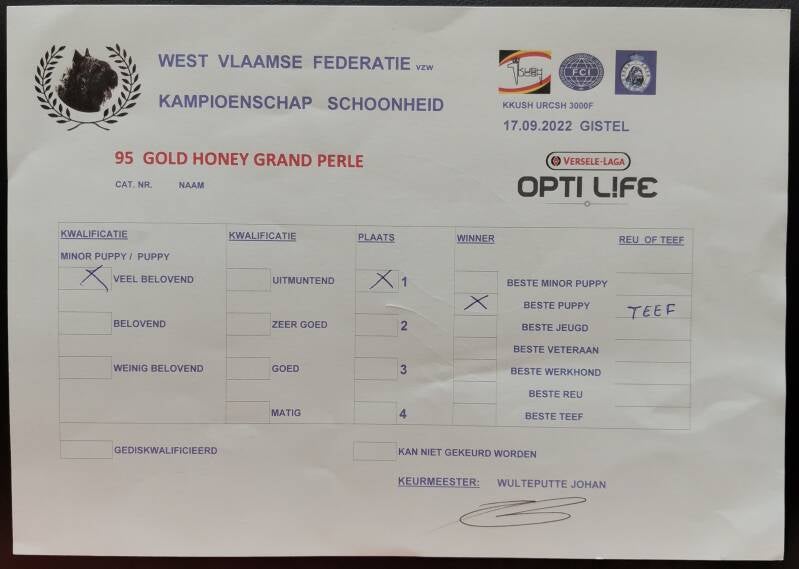 WEST VLAAMSE FEDERATIE VZW
KAMPIOENSCHAP SCHOONHEID
FCI
KKUSH URCSH 3000F
17.09.2022 GISTEL
95 GOLD HONEY GRAND PERLE
CAT. NR. NAAM
VERSELE-LAGA
OPTI L!FE
KWALIFICATIE KWALIFICATIE PLAATS WINNER REU OF TEEF
MINOR PUPPY / PUPPY
X VEEL BELOVEND UITMUNTEND X 1 BESTE MINOR PUPPY
X BESTE PUPPY TEEF
BELOVEND ZEER GOED 2 BESTE JEUGD
BESTE VETERAAN
WEINIG BELOVEND GOED 3 BESTE WERKHOND
BESTE REU
MATIG 4 BESTE TEEF
GEDISKWALIFICIEERD KAN NIET GEKEURD WORDEN
KEURMEESTER: WULTEPUTTE JOHAN